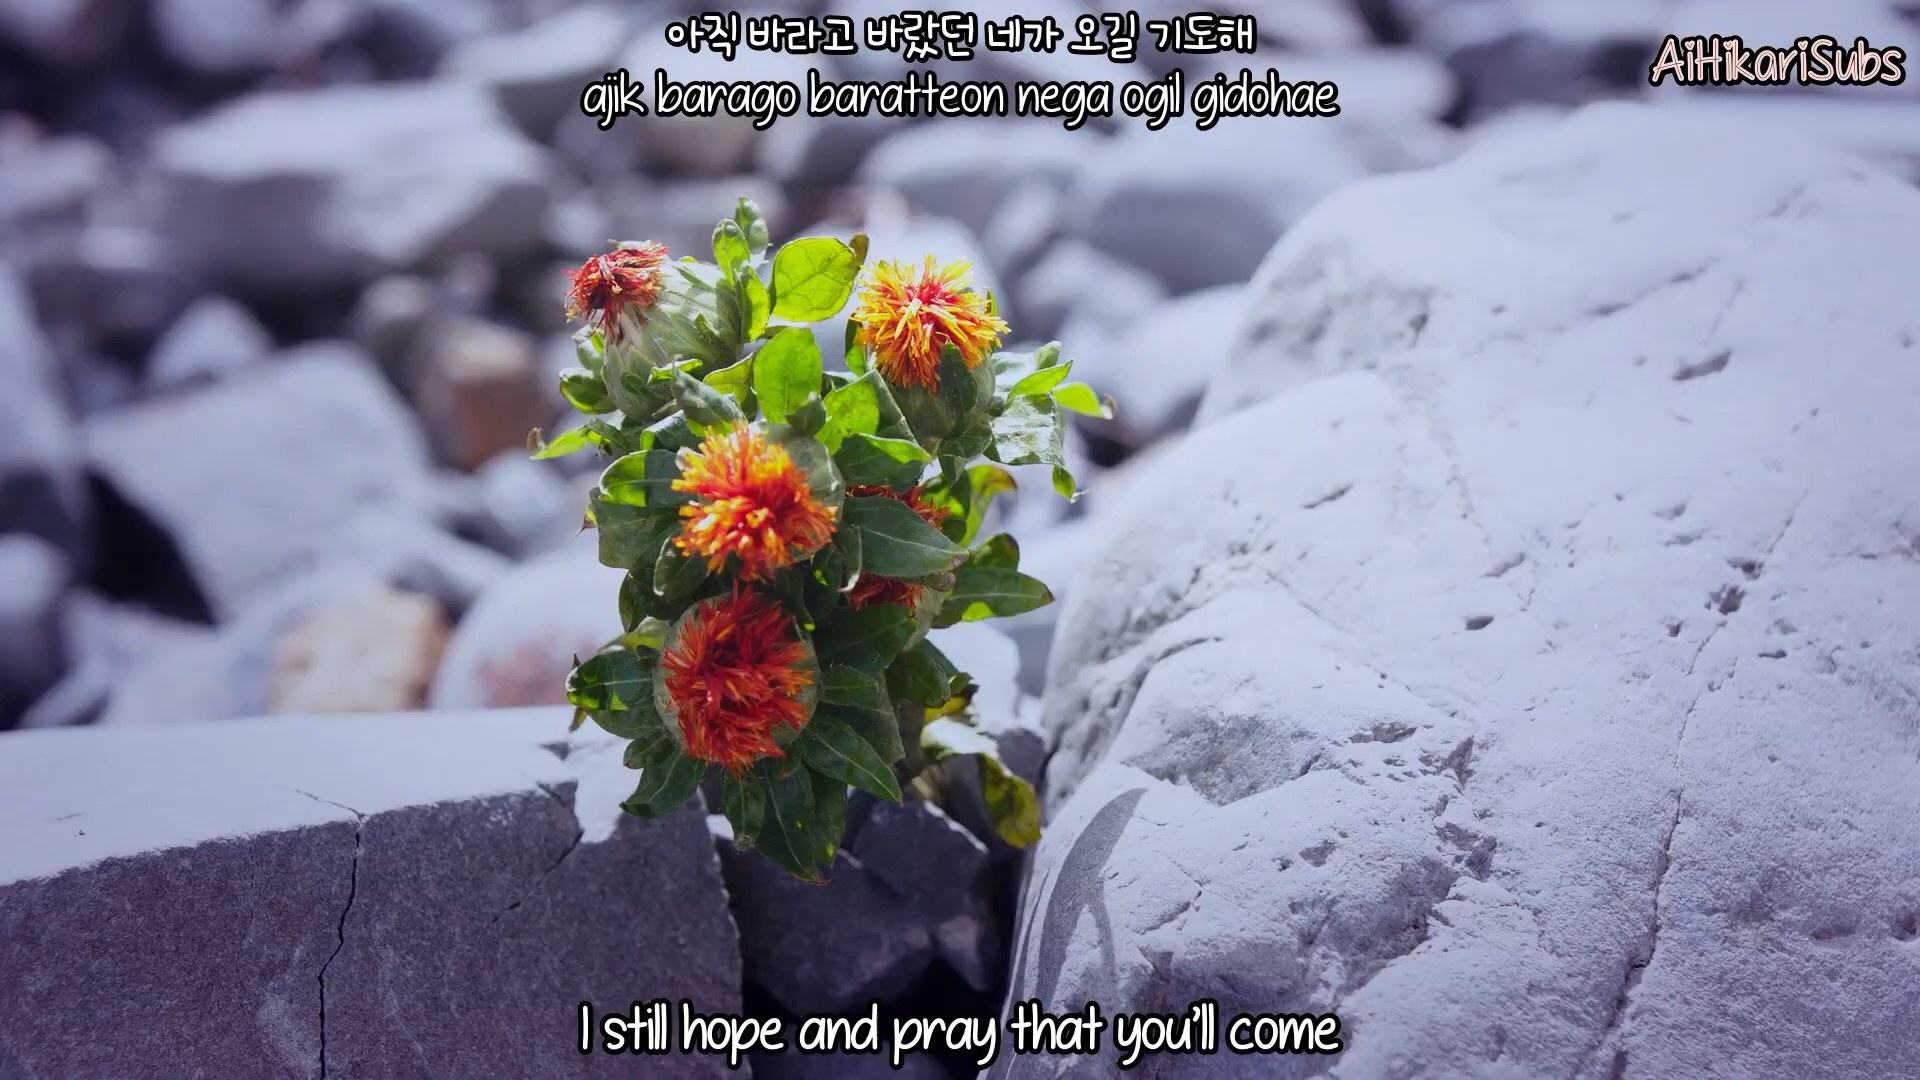 아직 바라고 바랐던 네가 오길 기도해
ajik barago baratteon nega ogil gidohae
AiHikariSubs
I still hope and pray that you'll come